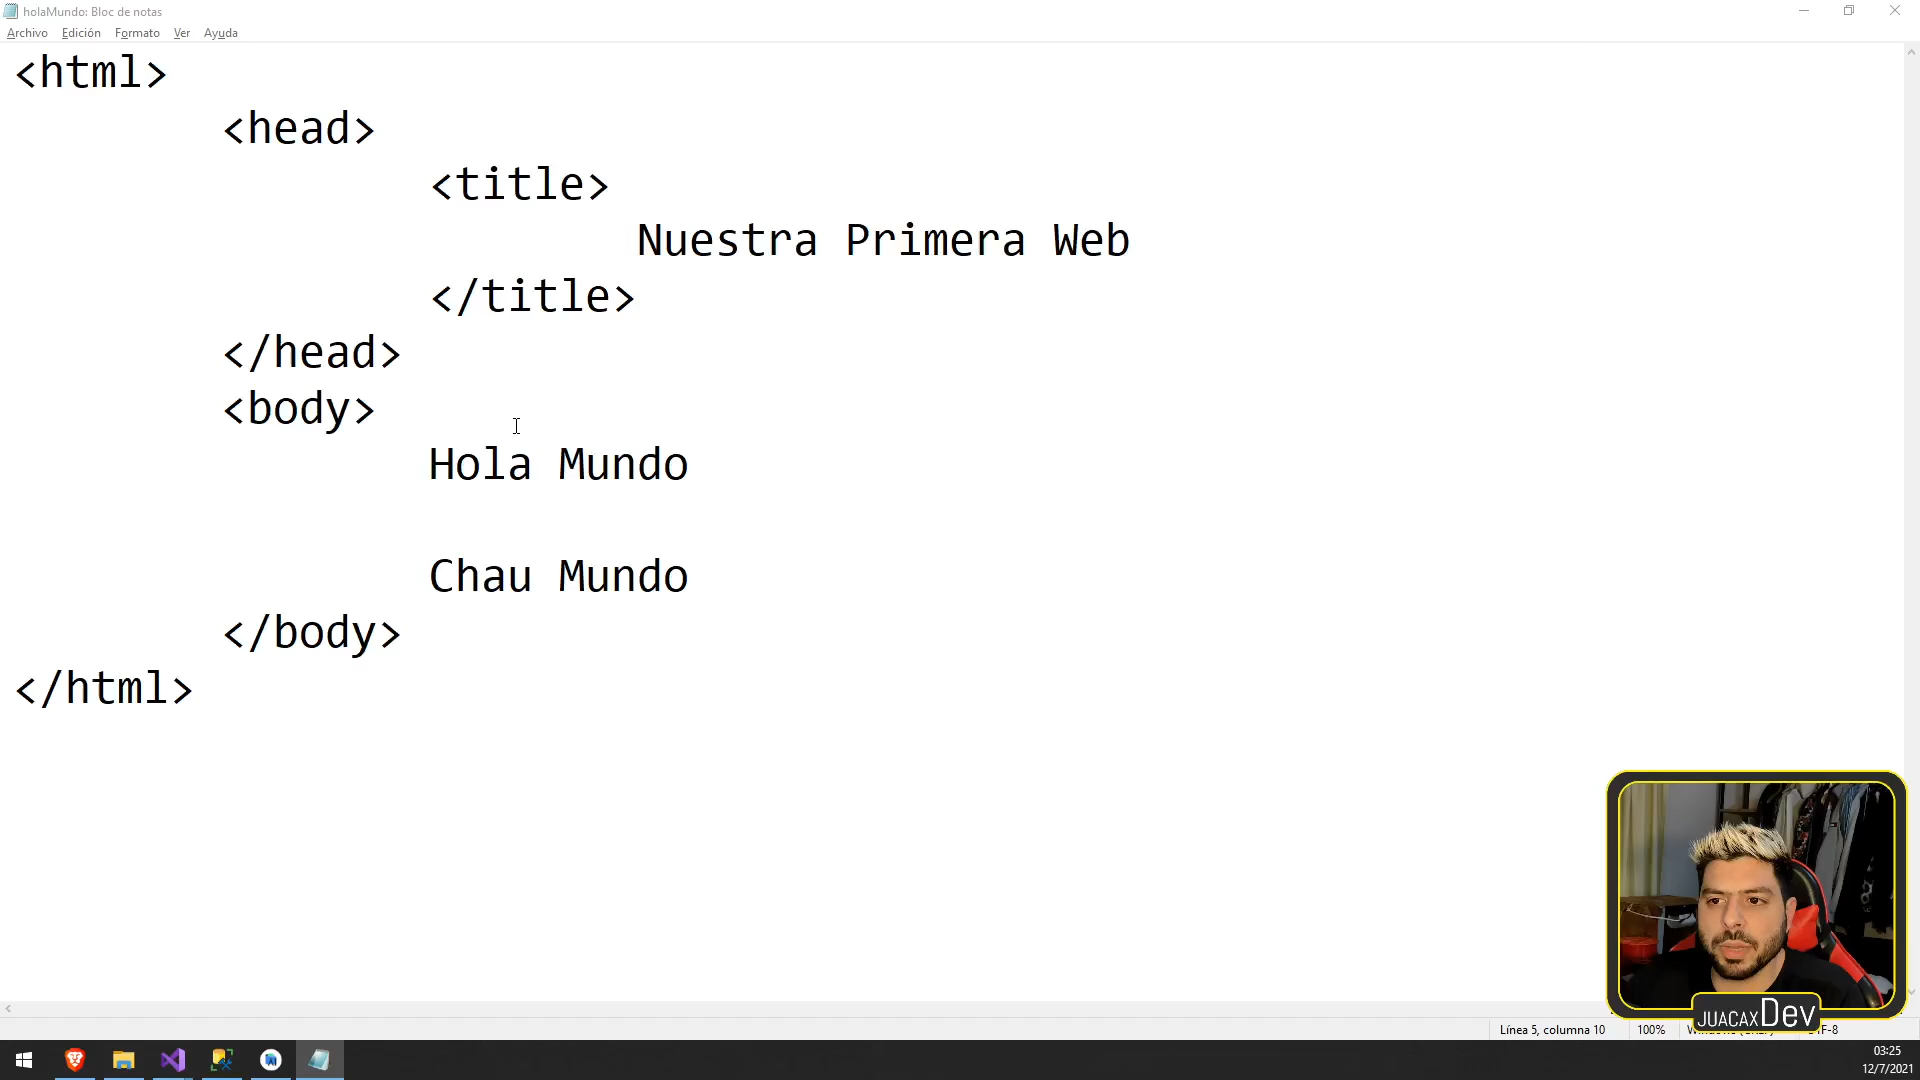 holaMundo: Bloc de notas
Archivo Edición Formato Ver Ayuda
<html>
<head>
<title>
Nuestra Primera Web
</title>
</head>
<body>
Hola Mundo
Chau Mundo
</body>
</html>
JUACAXDev
Línea 5, columna 10 100%
03:25
12/7/2021